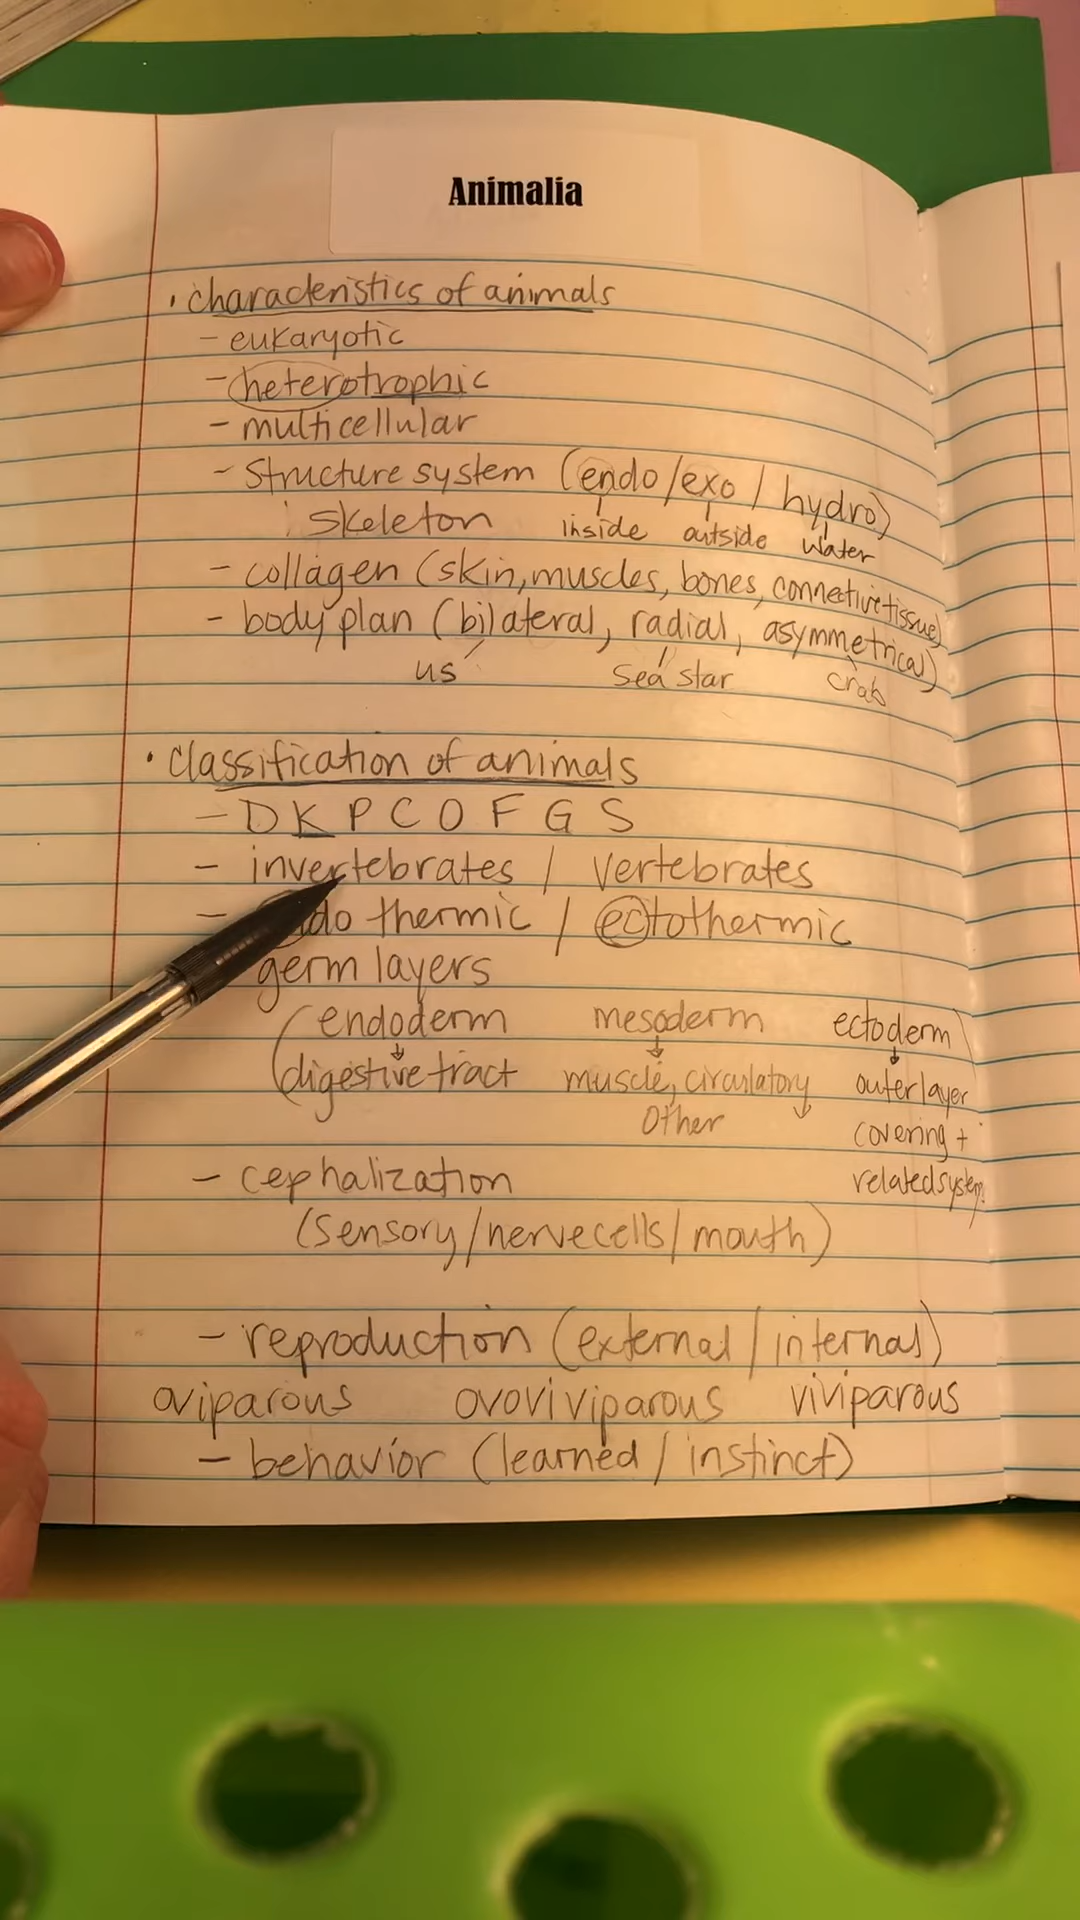 Animalia
• characteristics of animals
- eukaryotic
- heterotrophic
- multicellular
- structure system (endo/exo / hydro)
skeleton inside outside water
- collagen (skin, muscles, bones, connective tissue)
- body plan (bilateral, radial, asymmetrical)
us sea star crab
• classification of animals
- D K P C O F G S
- invertebrates / vertebrates
- do thermic / ectothermic
germ layers
(endoderm mesoderm ectoderm)
digestive tract muscle, circulatory outer layer
other covering +
- cephalization related system
(sensory/nerve cells/mouth)
- reproduction (external/internal)
oviparous ovoviviparous viviparous
- behavior (learned / instinct)